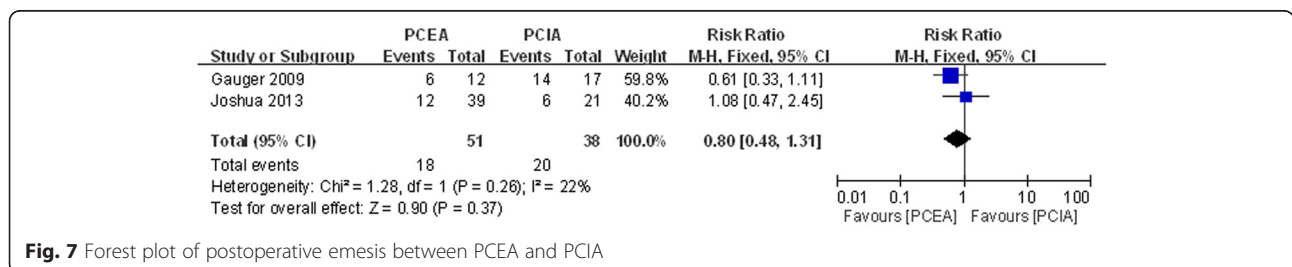 PCEA PCIA Risk Ratio Risk Ratio
Study or Subgroup Events Total Events Total Weight M-H, Fixed, 95% CI M-H, Fixed, 95% CI
Gauger 2009 6 12 14 17 59.8% 0.61 [0.33, 1.11]
Joshua 2013 12 39 6 21 40.2% 1.08 [0.47, 2.45]
Total (95% CI) 51 38 100.0% 0.80 [0.48, 1.31]
Total events 18 20
Heterogeneity: Chi² = 1.28, df = 1 (P = 0.26); I² = 22%
Test for overall effect: Z = 0.90 (P = 0.37)
0.01 0.1 1 10 100
Favours [PCEA] Favours [PCIA]
Fig. 7 Forest plot of postoperative emesis between PCEA and PCIA